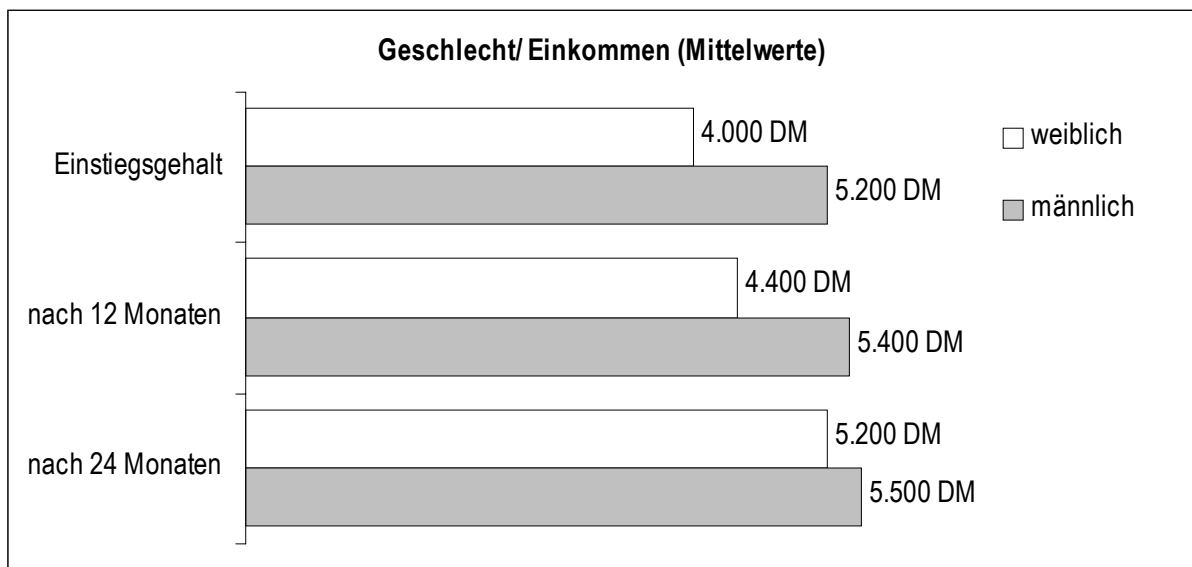 Geschlecht/ Einkommen (Mittelwerte)
Einstiegsgehalt
4.000 DM
5.200 DM
weiblich
männlich
nach 12 Monaten
4.400 DM
5.400 DM
nach 24 Monaten
5.200 DM
5.500 DM